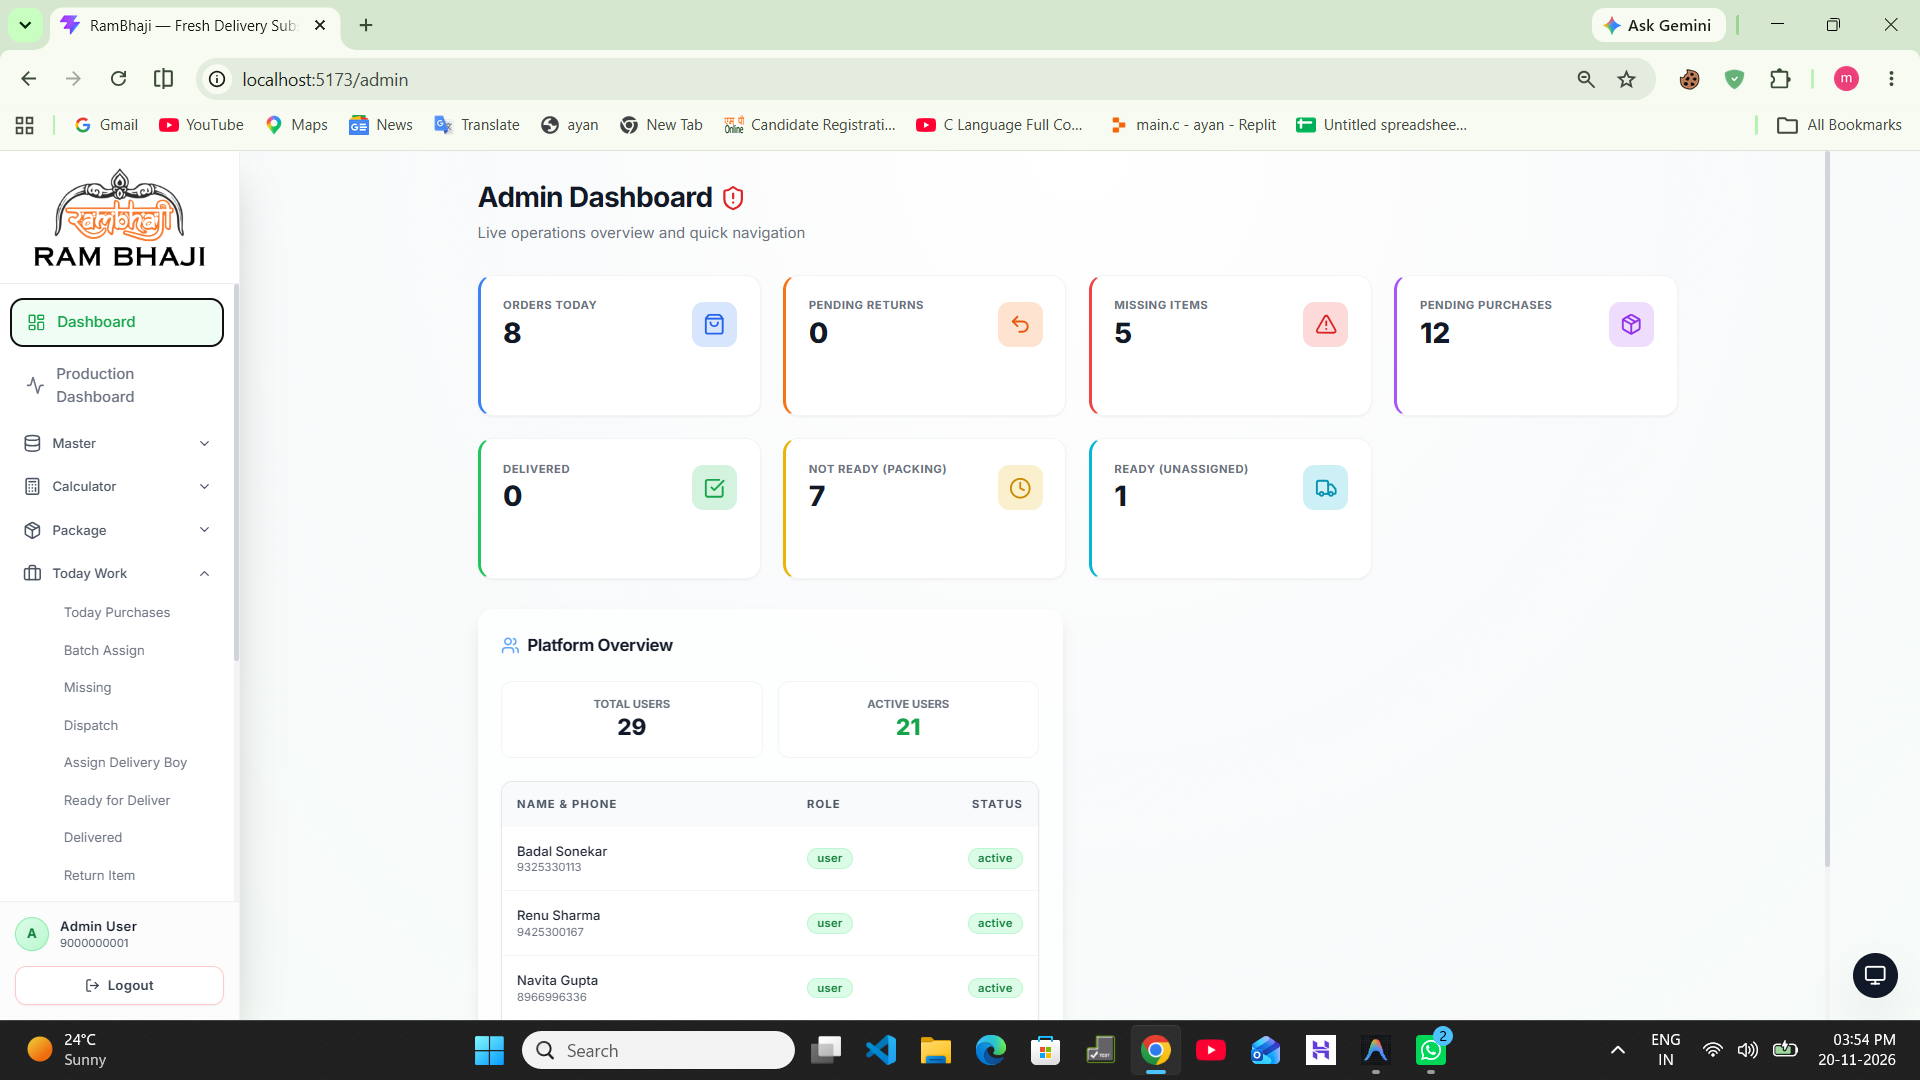 RamBhaji — Fresh Delivery Sub
Ask Gemini
localhost:5173/admin
m
Gmail
YouTube
Maps
News
Translate
ayan
New Tab
Candidate Registrati...
C Language Full Co...
main.c - ayan - Replit
Untitled spreadshee...
All Bookmarks
rambhaji
RAM BHAJI
Dashboard
Production
Dashboard
Master
Calculator
Package
Today Work
Today Purchases
Batch Assign
Missing
Dispatch
Assign Delivery Boy
Ready for Deliver
Delivered
Return Item
A
Admin User
9000000001
Logout
Admin Dashboard
Live operations overview and quick navigation
ORDERS TODAY
8
PENDING RETURNS
0
MISSING ITEMS
5
PENDING PURCHASES
12
DELIVERED
0
NOT READY (PACKING)
7
READY (UNASSIGNED)
1
Platform Overview
TOTAL USERS
29
ACTIVE USERS
21
NAME & PHONE ROLE STATUS
Badal Sonekar
9325330113
user
active
Renu Sharma
9425300167
user
active
Navita Gupta
8966996336
user
active
24°C
Sunny
Search
2
ENG
IN
03:54 PM
20-11-2026